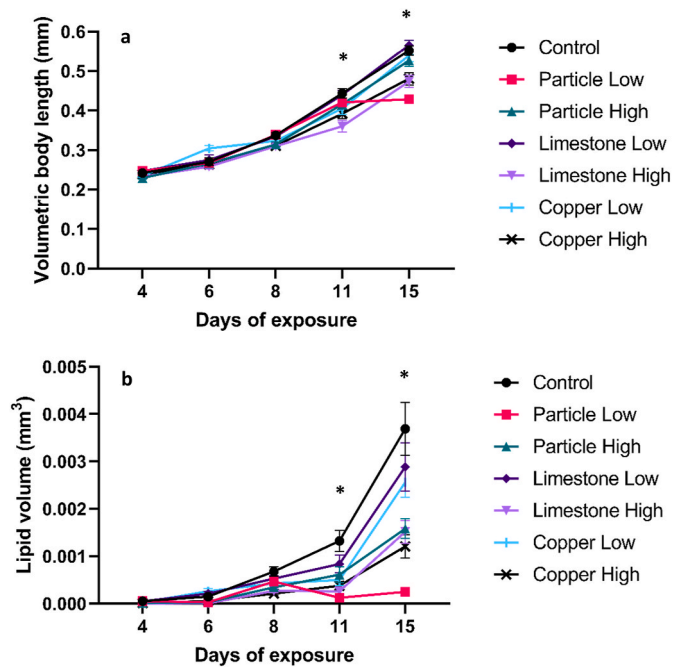 a
*
*
Volumetric body length (mm)
0.6
0.5
0.4
0.3
0.2
0.1
0.0
4
6
8
11
15
Days of exposure
Control
Particle Low
Particle High
Limestone Low
Limestone High
Copper Low
Copper High
b
*
*
Lipid volume (mm³)
0.005
0.004
0.003
0.002
0.001
0.000
4
6
8
11
15
Days of exposure
Control
Particle Low
Particle High
Limestone Low
Limestone High
Copper Low
Copper High